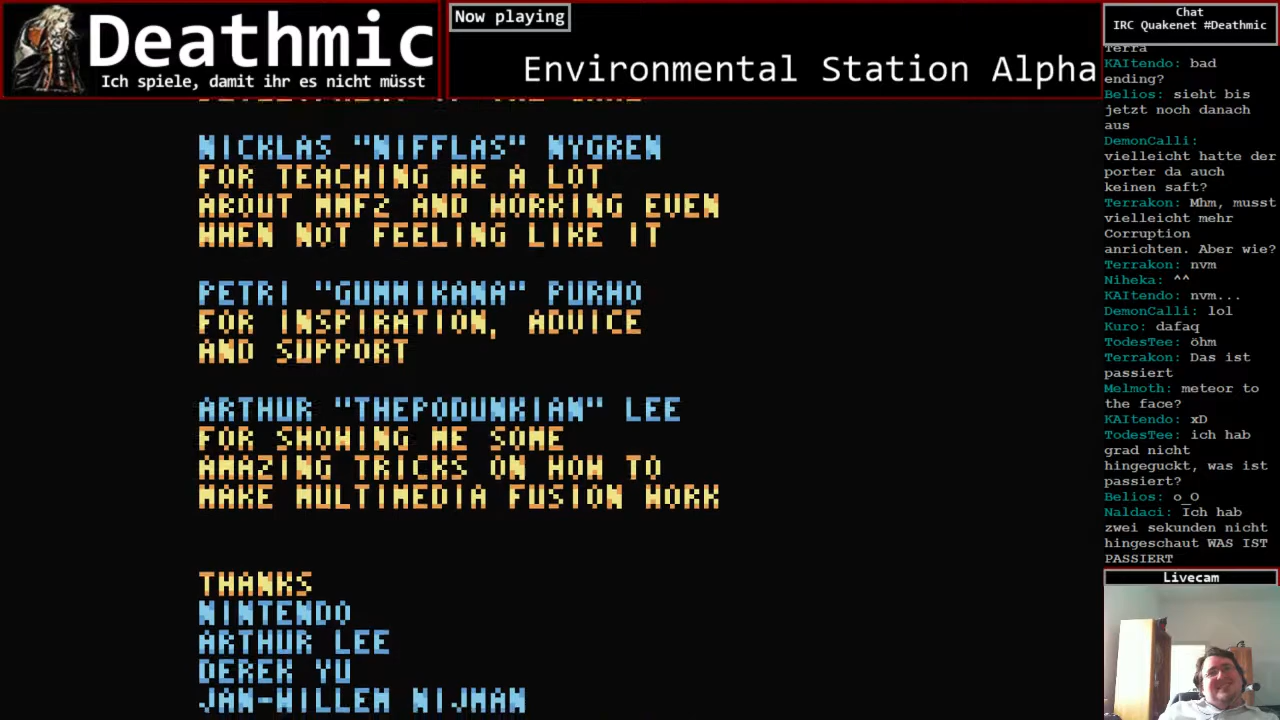 Deathmic
Ich spiele, damit ihr es nicht müsst
Now playing
Environmental Station Alpha
NICKLAS "NIFFLAS" NYGREN
FOR TEACHING ME A LOT
ABOUT MMF2 AND WORKING EVEN
WHEN NOT FEELING LIKE IT
PETRI "GUMMIKANA" PURHO
FOR INSPIRATION, ADVICE
AND SUPPORT
ARTHUR "THEPODUNKIAN" LEE
FOR SHOWING ME SOME
AMAZING TRICKS ON HOW TO
MAKE MULTIMEDIA FUSION WORK
THANKS
NINTENDO
ARTHUR LEE
DEREK YU
JAN-WILLEM NIJMAN
Chat
IRC Quakenet #Deathmic
Terra
KAItendo: bad
ending?
Belios: sieht bis
jetzt noch danach
aus
DemonCalli:
vielleicht hatte der
porter da auch
keinen saft?
Terrakon: Mhm, musst
vielleicht mehr
Corruption
anrichten. Aber wie?
Terrakon: nvm
Niheka: ^^
KAItendo: nvm...
DemonCalli: lol
Kuro: dafaq
TodesTee: öhm
Terrakon: Das ist
passiert
Melmoth: meteor to
the face?
KAItendo: xD
TodesTee: ich hab
grad nicht
hingeguckt, was ist
passiert?
Belios: o_O
Naldaci: Ich hab
zwei sekunden nicht
hingeschaut WAS IST
PASSIERT
Livecam